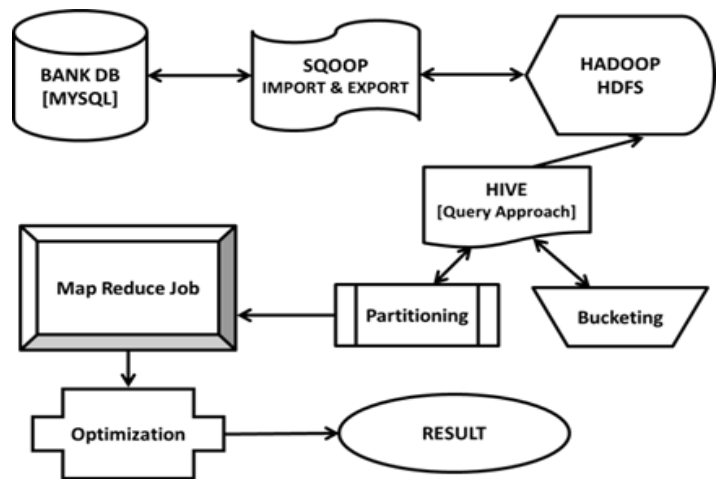 BANK DB
[MYSQL]
SQOOP
IMPORT & EXPORT
HADOOP
HDFS
HIVE
[Query Approach]
Map Reduce Job
Partitioning
Bucketing
Optimization
RESULT